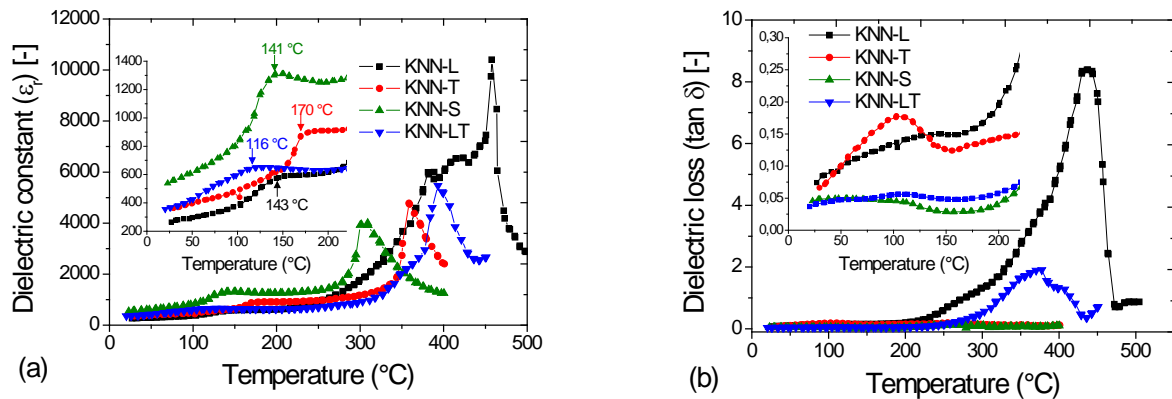 Dielectric constant (εr) [-]
12000
10000
8000
6000
4000
2000
0
0 100 200 300 400 500
Temperature (°C)
(a)
KNN-L
KNN-T
KNN-S
KNN-LT
1400
1200
1000
800
600
400
200
0 50 100 150 200
Temperature (°C)
141 °C
170 °C
116 °C
143 °C
Dielectric loss (tan δ) [-]
10
8
6
4
2
0
0 100 200 300 400 500
Temperature (°C)
(b)
KNN-L
KNN-T
KNN-S
KNN-LT
0,30
0,25
0,20
0,15
0,10
0,05
0,00
0 50 100 150 200
Temperature (°C)